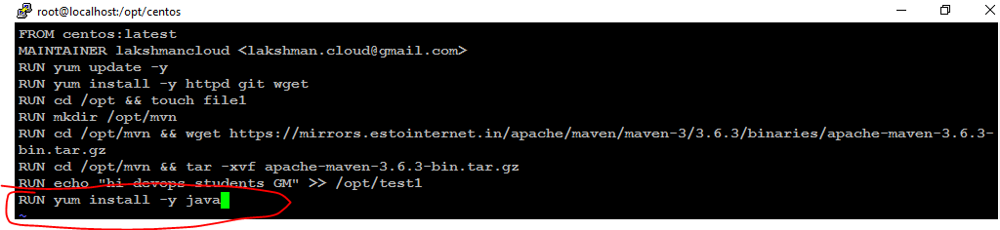 root@localhost:/opt/centos
FROM centos:latest
MAINTAINER lakshmancloud <lakshman.cloud@gmail.com>
RUN yum update -y
RUN yum install -y httpd git wget
RUN cd /opt && touch file1
RUN mkdir /opt/mvn
RUN cd /opt/mvn && wget https://mirrors.estointernet.in/apache/maven/maven-3/3.6.3/binaries/apache-maven-3.6.3-
bin.tar.gz
RUN cd /opt/mvn && tar -xvf apache-maven-3.6.3-bin.tar.gz
RUN echo "hi devops students GM" >> /opt/test1
RUN yum install -y java
~